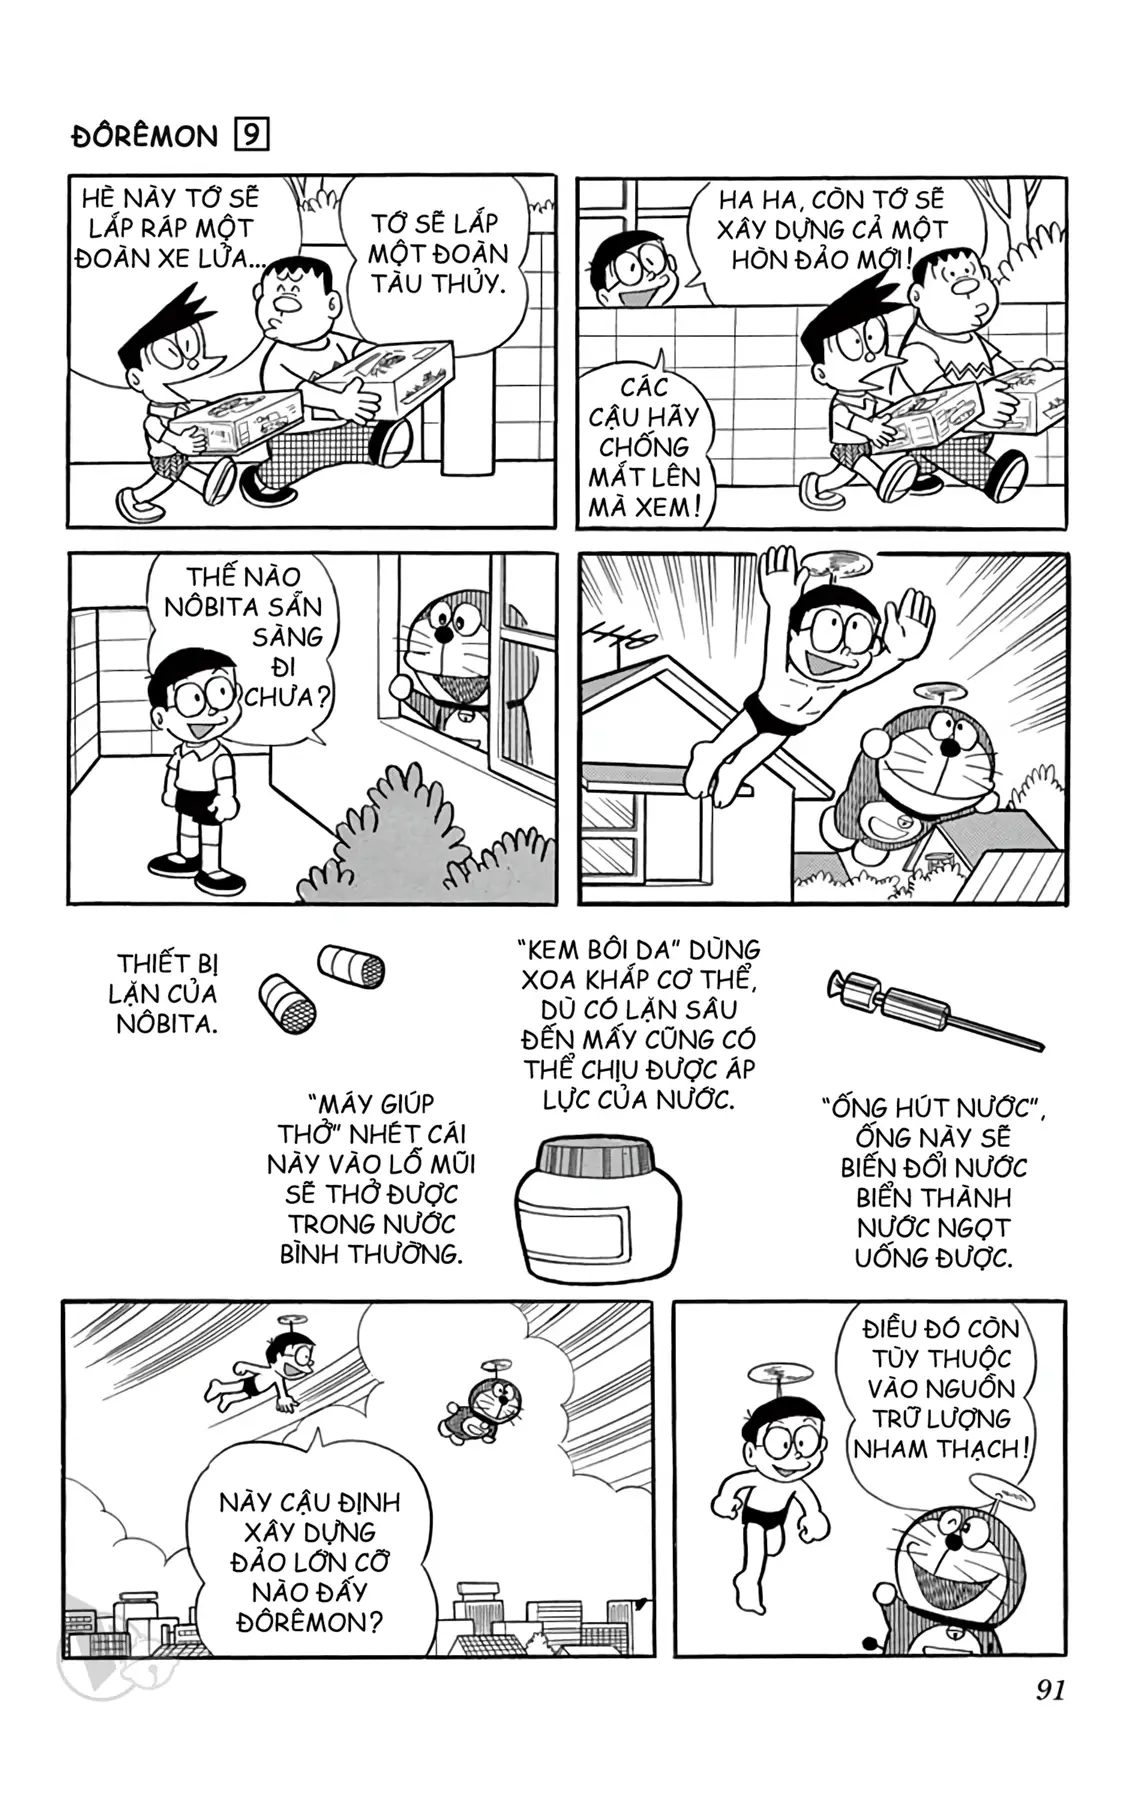 ĐÔRÊMON 9
HÈ NÀY TỚ SẼ
LẮP RÁP MỘT
ĐOÀN XE LỬA...
TỚ SẼ LẮP
MỘT ĐOÀN
TÀU THỦY.
HA HA, CÒN TỚ SẼ
XÂY DỰNG CẢ MỘT
HÒN ĐẢO MỚI!
CÁC
CẬU HÃY
CHỐNG
MẮT LÊN
MÀ XEM!
THẾ NÀO
NÔBITA SẴN
SÀNG
ĐI
CHƯA?
THIẾT BỊ
LẶN CỦA
NÔBITA.
"MÁY GIÚP
THỞ" NHÉT CÁI
NÀY VÀO LỖ MŨI
SẼ THỞ ĐƯỢC
TRONG NƯỚC
BÌNH THƯỜNG.
"KEM BÔI DA" DÙNG
XOA KHẮP CƠ THỂ,
DÙ CÓ LẶN SÂU
ĐẾN MẤY CŨNG CÓ
THỂ CHỊU ĐƯỢC ÁP
LỰC CỦA NƯỚC.
"ỐNG HÚT NƯỚC",
ỐNG NÀY SẼ
BIẾN ĐỔI NƯỚC
BIỂN THÀNH
NƯỚC NGỌT
UỐNG ĐƯỢC.
NÀY CẬU ĐỊNH
XÂY DỰNG
ĐẢO LỚN CỠ
NÀO ĐẤY
ĐÔRÊMON?
ĐIỀU ĐÓ CÒN
TÙY THUỘC
VÀO NGUỒN
TRỮ LƯỢNG
NHAM THẠCH!
91